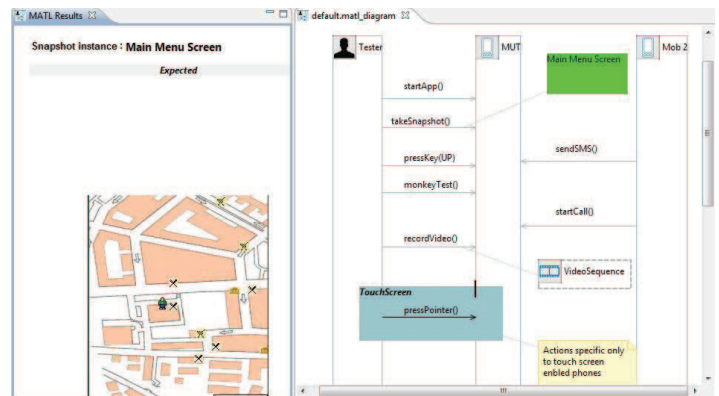 MATL Results
Snapshot instance : Main Menu Screen
Expected
default.matl_diagram
Tester
MUT
Mob 2
Main Menu Screen
startApp()
takeSnapshot()
sendSMS()
pressKey(UP)
monkeyTest()
startCall()
recordVideo()
VideoSequence
TouchScreen
pressPointer()
Actions specific only
to touch screen
enbled phones